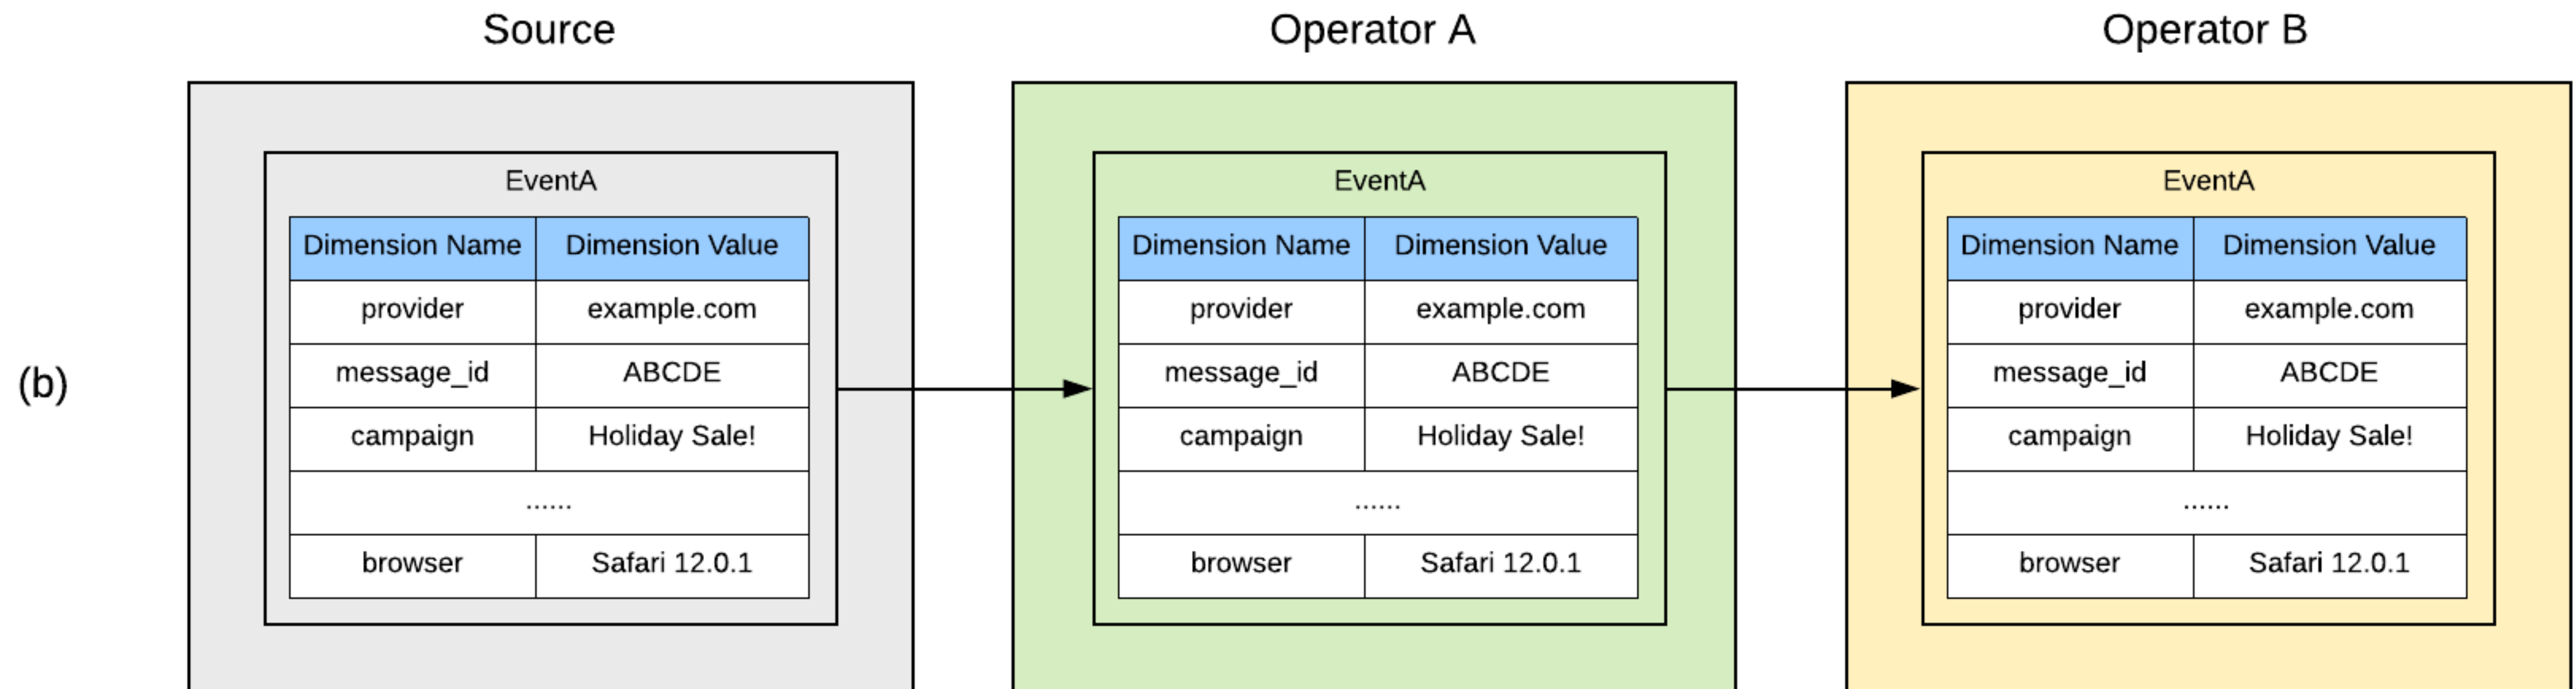 Source
Operator A
Operator B
(b)
EventA
Dimension Name Dimension Value
provider example.com
message_id ABCDE
campaign Holiday Sale!
......
browser Safari 12.0.1
EventA
Dimension Name Dimension Value
provider example.com
message_id ABCDE
campaign Holiday Sale!
......
browser Safari 12.0.1
EventA
Dimension Name Dimension Value
provider example.com
message_id ABCDE
campaign Holiday Sale!
......
browser Safari 12.0.1